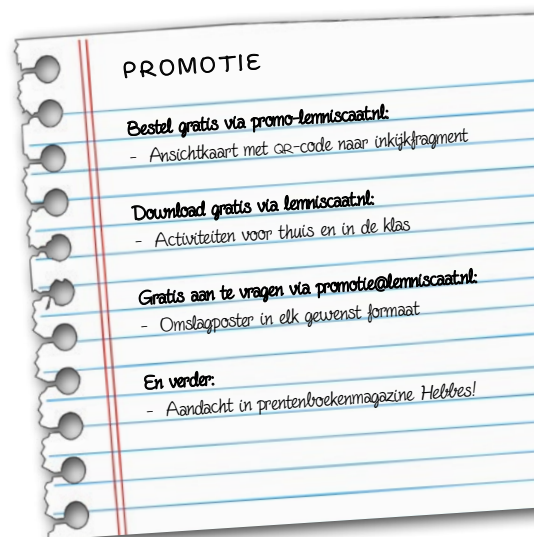 PROMOTIE
Bestel gratis via promo-lemniscaat.nl:
- Ansichtkaart met QR-code naar inkijkfragment
Download gratis via lemniscaat.nl:
- Activiteiten voor thuis en in de klas
Gratis aan te vragen via promotie@lemniscaat.nl:
- Omslagposter in elk gewenst formaat
En verder:
- Aandacht in prentenboekenmagazine Hebbes!